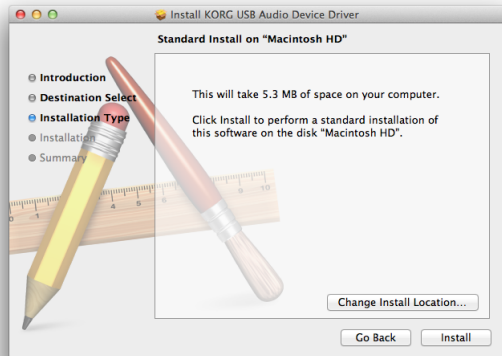 Install KORG USB Audio Device Driver
Standard Install on “Macintosh HD”
Introduction
Destination Select
Installation Type
Installation
Summary
This will take 5.3 MB of space on your computer.
Click Install to perform a standard installation of
this software on the disk “Macintosh HD”.
Change Install Location...
Go Back
Install